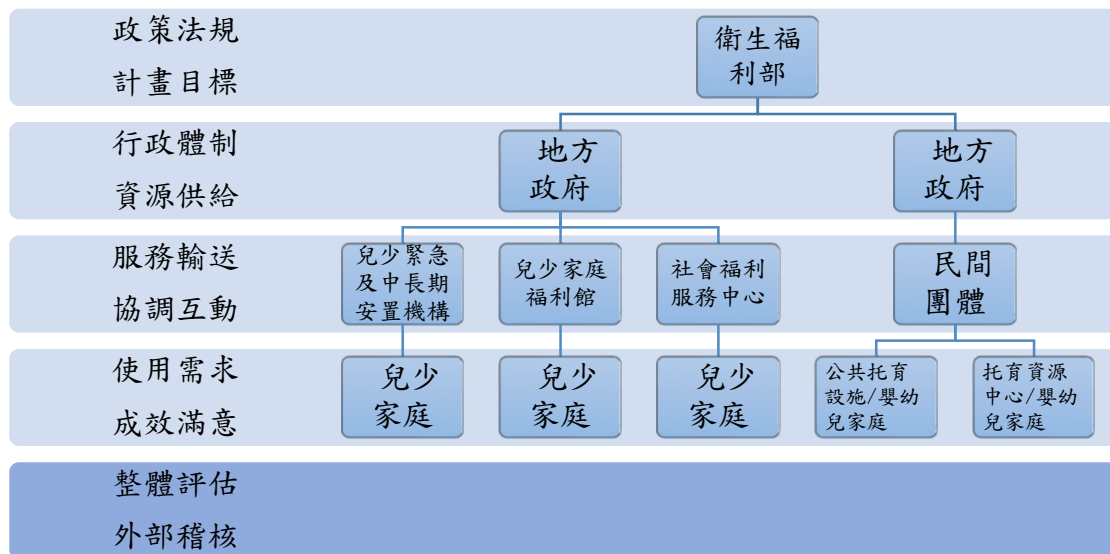 政策法規
計畫目標
衛生福
利部
行政體制
資源供給
地方
政府
地方
政府
服務輸送
協調互動
兒少緊急
及中長期
安置機構
兒少家庭
福利館
社會福利
服務中心
民間
團體
使用需求
成效滿意
兒少
家庭
兒少
家庭
兒少
家庭
公共托育
設施/嬰幼
兒家庭
托育資源
中心/嬰幼
兒家庭
整體評估
外部稽核